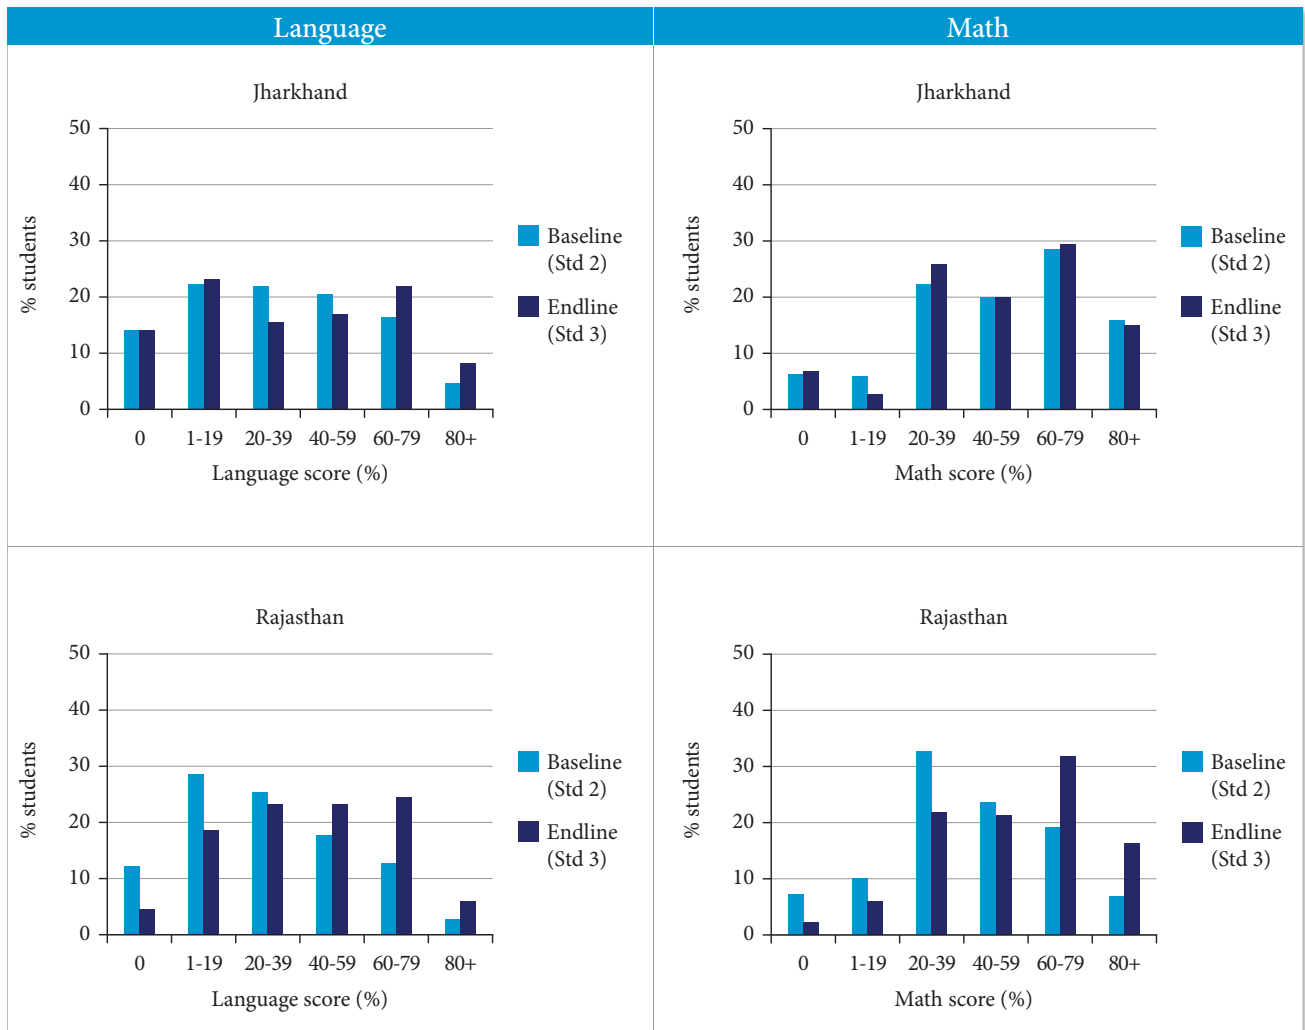 Language
Math
Jharkhand
50
40
30
20
10
0
% students
0 1-19 20-39 40-59 60-79 80+
Language score (%)
Baseline
(Std 2)
Endline
(Std 3)
Jharkhand
50
40
30
20
10
0
% students
0 1-19 20-39 40-59 60-79 80+
Math score (%)
Baseline
(Std 2)
Endline
(Std 3)
Rajasthan
50
40
30
20
10
0
% students
0 1-19 20-39 40-59 60-79 80+
Language score (%)
Baseline
(Std 2)
Endline
(Std 3)
Rajasthan
50
40
30
20
10
0
% students
0 1-19 20-39 40-59 60-79 80+
Math score (%)
Baseline
(Std 2)
Endline
(Std 3)